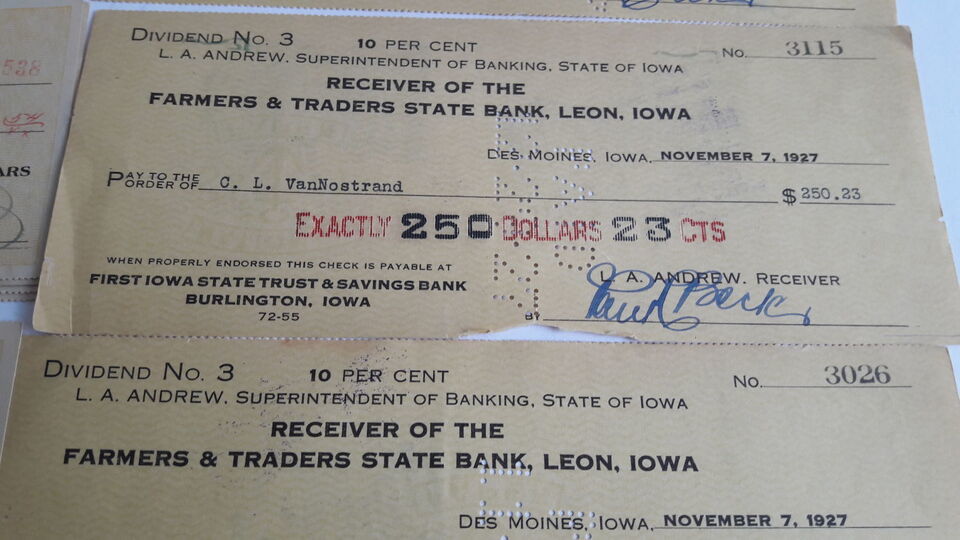 538
ARS
DIVIDEND NO. 3 10 PER CENT NO. 3115
L. A. ANDREW, SUPERINTENDENT OF BANKING, STATE OF IOWA
RECEIVER OF THE
FARMERS & TRADERS STATE BANK, LEON, IOWA
DES MOINES, IOWA, NOVEMBER 7, 1927
PAY TO THE ORDER OF C. L. VanNostrand $ 250.23
EXACTLY 250 DOLLARS 23 CTS
WHEN PROPERLY ENDORSED THIS CHECK IS PAYABLE AT
FIRST IOWA STATE TRUST & SAVINGS BANK
BURLINGTON, IOWA
72-55
A. ANDREW, RECEIVER
BY
DIVIDEND NO. 3 10 PER CENT NO. 3026
L. A. ANDREW, SUPERINTENDENT OF BANKING, STATE OF IOWA
RECEIVER OF THE
FARMERS & TRADERS STATE BANK, LEON, IOWA
DES MOINES, IOWA, NOVEMBER 7, 1927